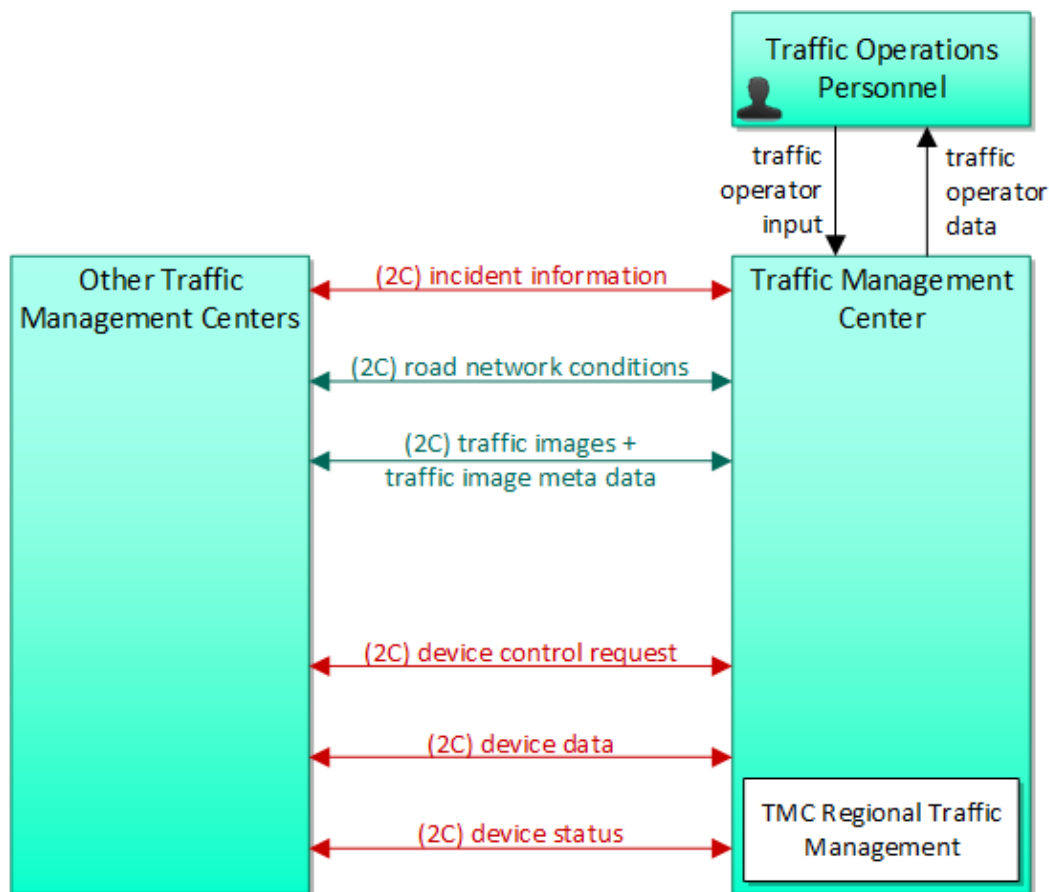 Traffic Operations
Personnel
traffic
operator
input
traffic
operator
data
Other Traffic
Management Centers
Traffic Management
Center
(2C) incident information
(2C) road network conditions
(2C) traffic images +
traffic image meta data
(2C) device control request
(2C) device data
(2C) device status
TMC Regional Traffic
Management